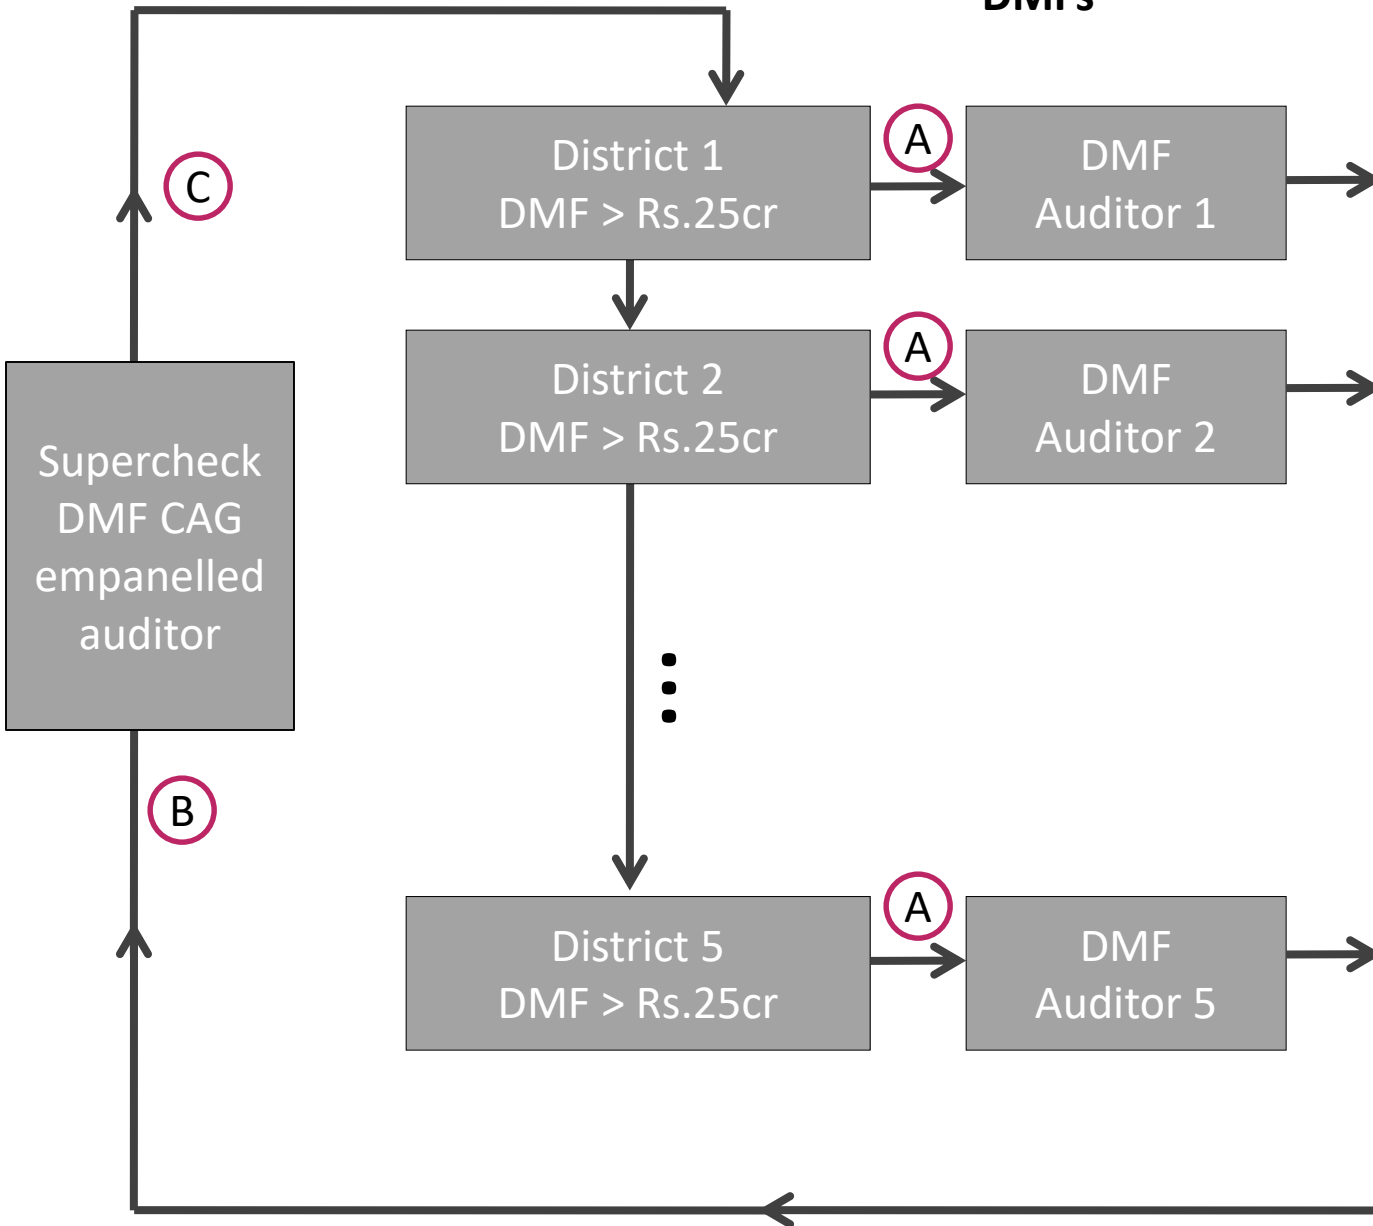 DMFs
A
District 1
DMF > Rs.25cr
DMF
Auditor 1
C
A
District 2
DMF > Rs.25cr
DMF
Auditor 2
Supercheck
DMF CAG
empanelled
auditor
B
A
District 5
DMF > Rs.25cr
DMF
Auditor 5